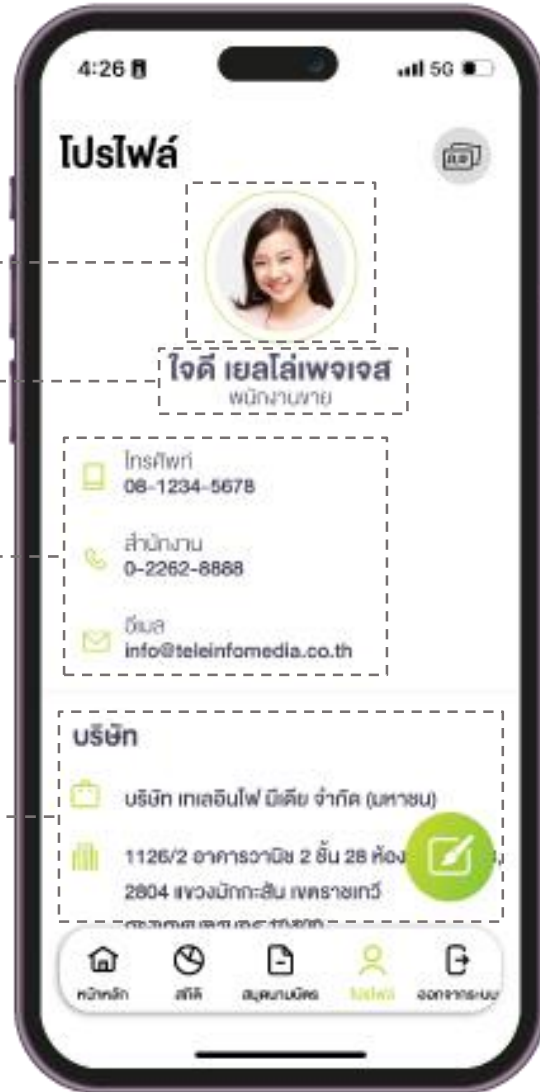 4:26
5G
โปรไฟล์
ใจดี เยลโล่เพจเจส
พนักงานขาย
โทรศัพท์
08-1234-5678
สำนักงาน
0-2262-8888
อีเมล
info@teleinfomedia.co.th
บริษัท
บริษัท เทเลอินโฟ มีเดีย จำกัด (มหาชน)
1126/2 อาคารวานิช 2 ชั้น 28 ห้อง
2804 แขวงมักกะสัน เขตราชเทวี
หน้าหลัก
สถิติ
สมุดนามบัตร
โปรไฟล์
ออกจากระบบ